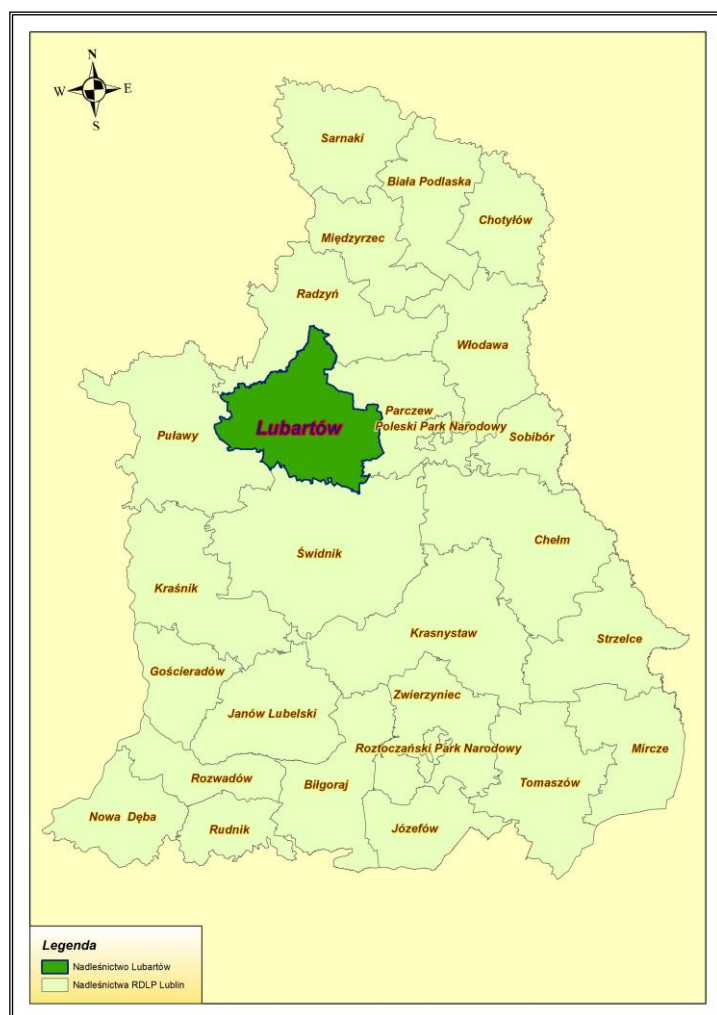 N
W E
S
Sarnaki
Biała Podlaska
Chotyłów
Międzyrzec
Radzyń
Włodawa
Parczew
Lubartów
Poleski Park Narodowy
Puławy
Sobibór
Chełm
Świdnik
Kraśnik
Krasnystaw
Strzelce
Gościeradów
Zwierzyniec
Janów Lubelski
Roztoczański Park Narodowy
Mircze
Rozwadów
Biłgoraj
Tomaszów
Nowa Dęba
Rudnik
Józefów
Legenda
Nadleśnictwo Lubartów
Nadleśnictwa RDLP Lublin